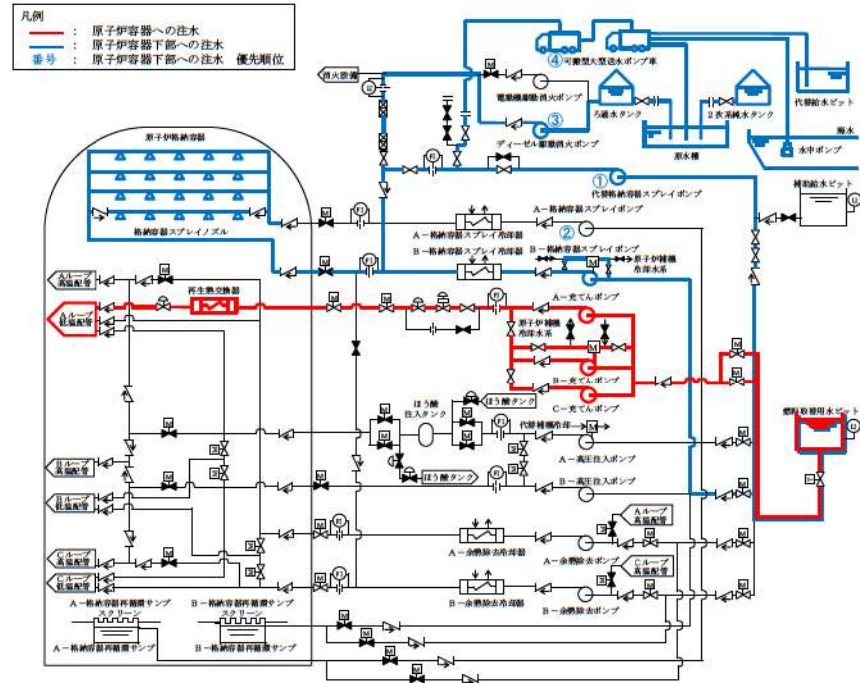 凡例
： 原子炉容器への注水
： 原子炉容器下部への注水
番号 ： 原子炉容器下部への注水 優先順位
④可搬型大型送水ポンプ車
代替給水ピット
消火設備
M
電動機駆動消火ポンプ
ろ過水タンク
2次系純水タンク
③
ディーゼル駆動消火ポンプ
原水槽
海水
水中ポンプ
原子炉格納容器
①
代替格納容器スプレイポンプ
補助給水ピット
格納容器スプレイノズル
A－格納容器スプレイポンプ
A－格納容器スプレイ冷却器
B－格納容器スプレイ冷却器
②
B－格納容器スプレイポンプ
原子炉補機
冷却水系
Aループ
高温配管
再生熱交換器
Aループ
低温配管
A－充てんポンプ
原子炉補機
冷却水系
B－充てんポンプ
C－充てんポンプ
燃料取替用水ピット
ほう酸
注入タンク
ほう酸タンク
代替補機冷却
A－高圧注入ポンプ
Bループ
高温配管
ほう酸タンク
B－高圧注入ポンプ
Bループ
低温配管
Aループ
高温配管
A－余熱除去冷却器
A－余熱除去ポンプ
Cループ
高温配管
Cループ
高温配管
Cループ
低温配管
B－余熱除去冷却器
B－余熱除去ポンプ
A－格納容器再循環サンプ
スクリーン
B－格納容器再循環サンプ
スクリーン
A－格納容器再循環サンプ
B－格納容器再循環サンプ